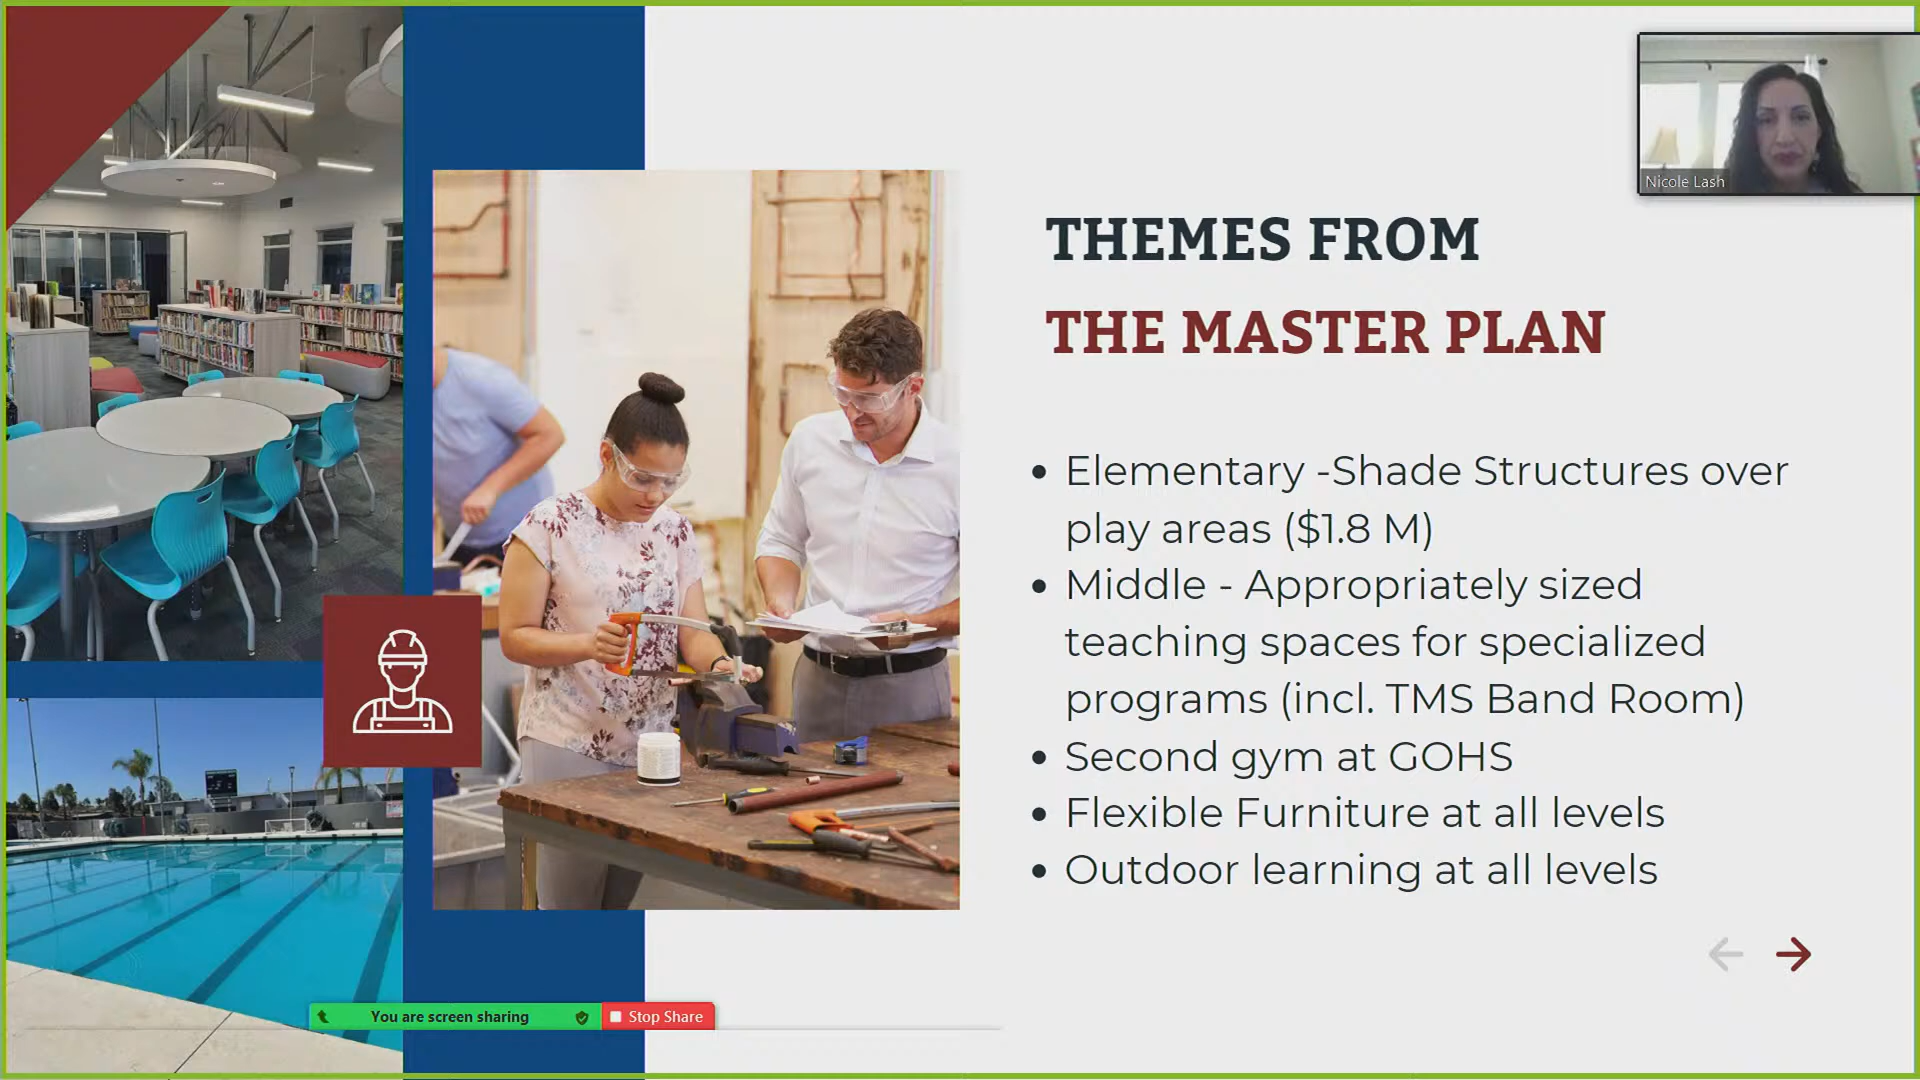 Nicole Lash
THEMES FROM
THE MASTER PLAN
• Elementary -Shade Structures over
play areas ($1.8 M)
• Middle - Appropriately sized
teaching spaces for specialized
programs (incl. TMS Band Room)
• Second gym at GOHS
• Flexible Furniture at all levels
• Outdoor learning at all levels
You are screen sharing
Stop Share